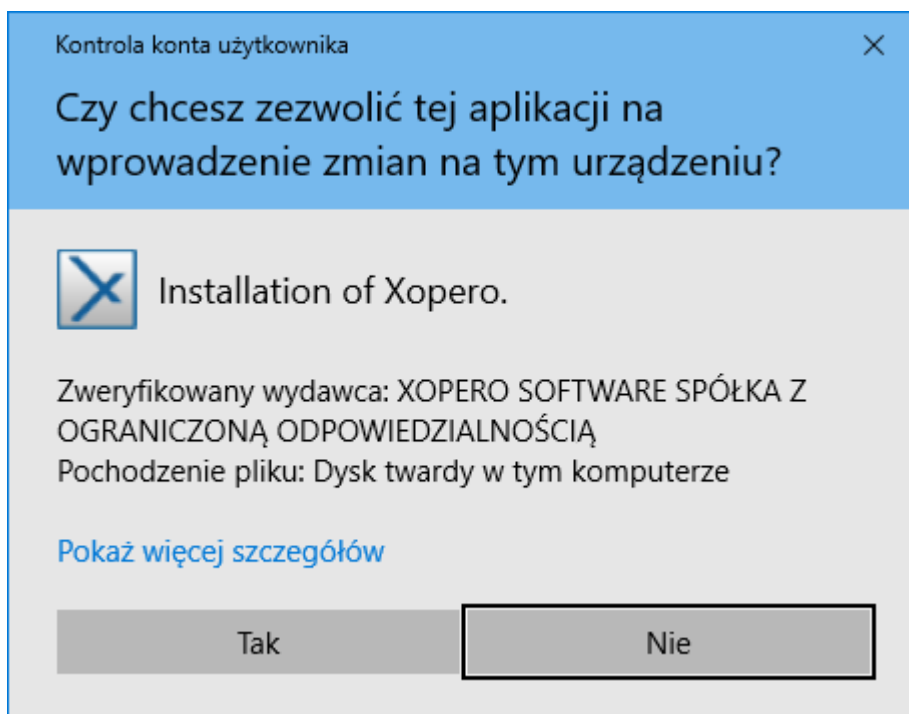 Kontrola konta użytkownika
Czy chcesz zezwolić tej aplikacji na
wprowadzenie zmian na tym urządzeniu?
Installation of Xopero.
Zweryfikowany wydawca: XOPERO SOFTWARE SPÓŁKA Z
OGRANICZONĄ ODPOWIEDZIALNOŚCIĄ
Pochodzenie pliku: Dysk twardy w tym komputerze
Pokaż więcej szczegółów
Tak
Nie